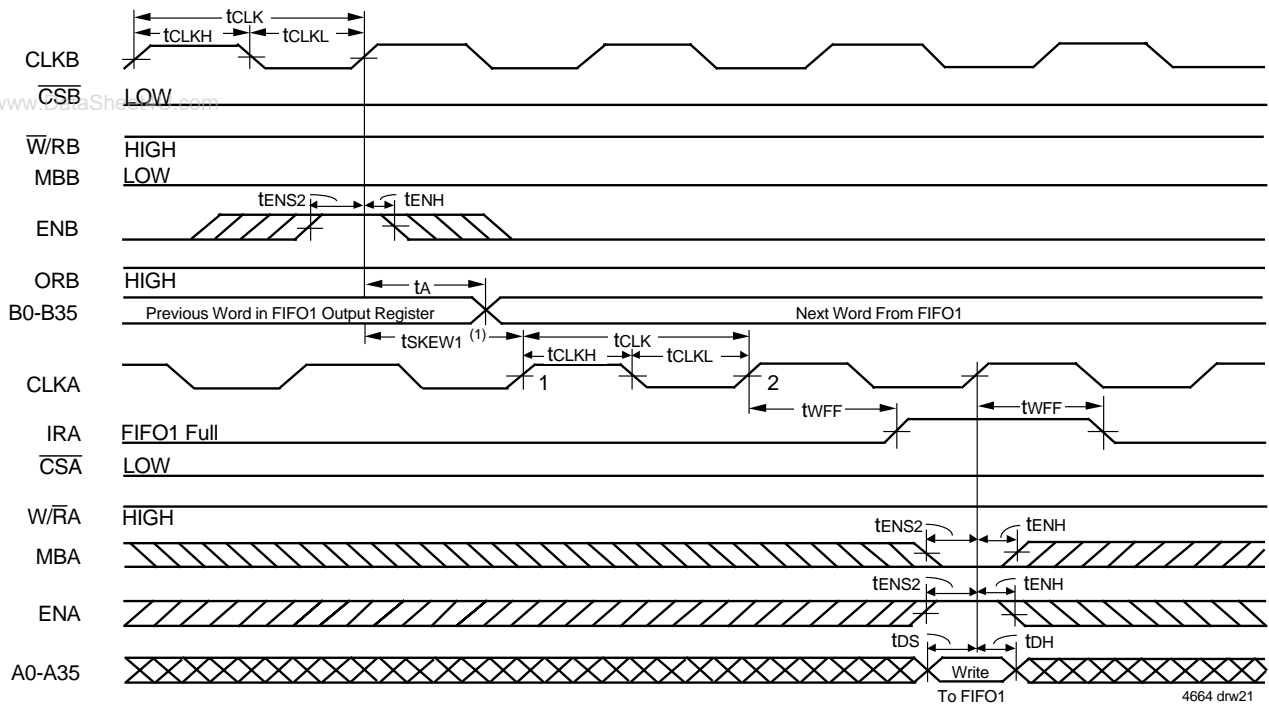 tCLK
tCLKH tCLKL
CLKB
CSB LOW
www.DataSheet4U.com
W/RB HIGH
MBB LOW
tENS2 tENH
ENB
ORB HIGH
tA
B0-B35 Previous Word in FIFO1 Output Register Next Word From FIFO1
tSKEW1 (1) tCLK
tCLKH tCLKL
CLKA 1 2
tWFF tWFF
IRA FIFO1 Full
CSA LOW
W/RA HIGH
tENS2 tENH
MBA
tENS2 tENH
ENA
tDS tDH
A0-A35 Write
To FIFO1
4664 drw21